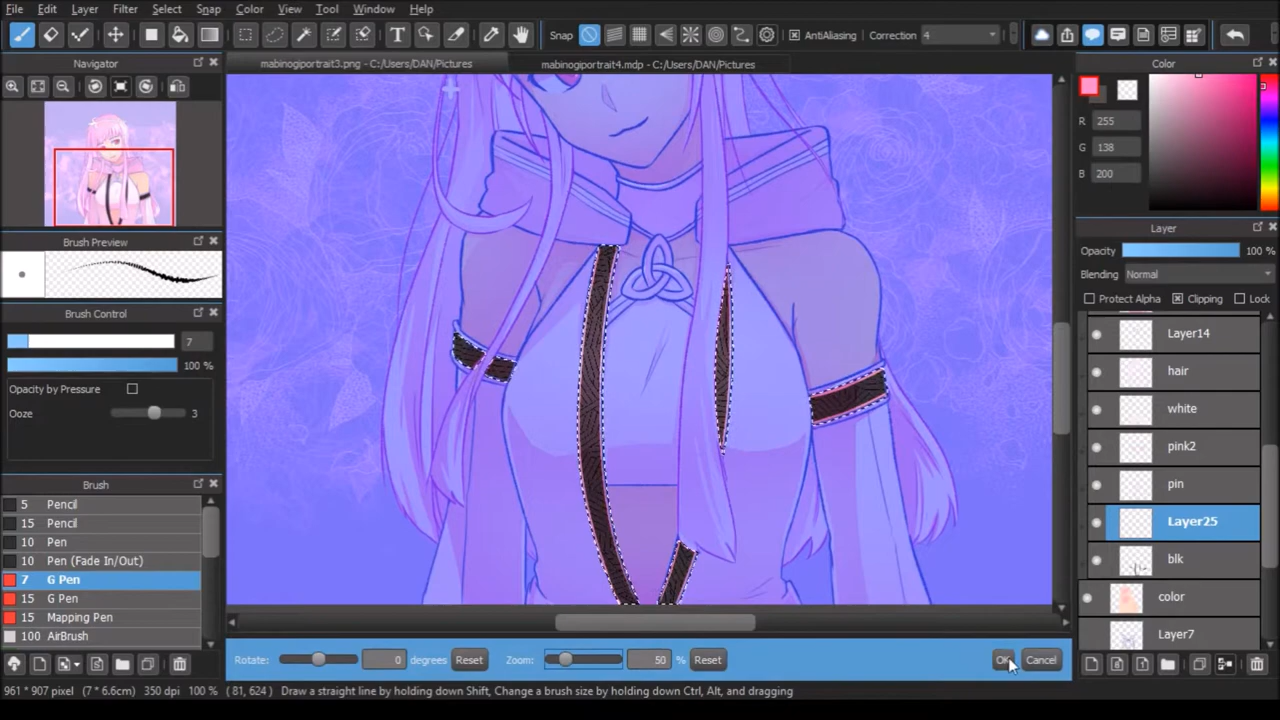 File Edit Layer Filter Select Snap Color View Tool Window Help
Snap AntiAliasing Correction 4
Navigator
mabinogiportrait3.png - C:/Users/DAN/Pictures
mabinogiportrait4.mdp - C:/Users/DAN/Pictures
Color
R 255
G 138
B 200
Brush Preview
Brush Control
7
100 %
Opacity by Pressure
Ooze 3
Brush
5 Pencil
15 Pencil
10 Pen
10 Pen (Fade In/Out)
7 G Pen
15 G Pen
15 Mapping Pen
100 AirBrush
Layer
Opacity 100 %
Blending Normal
Protect Alpha Clipping Lock
Layer14
hair
white
pink2
pin
Layer25
blk
color
Layer7
Rotate: 0 degrees Reset Zoom: 50 % Reset OK Cancel
961 * 907 pixel (7 * 6.6cm) 350 dpi 100 % ( 81, 624 ) Draw a straight line by holding down Shift, Change a brush size by holding down Ctrl, Alt, and dragging